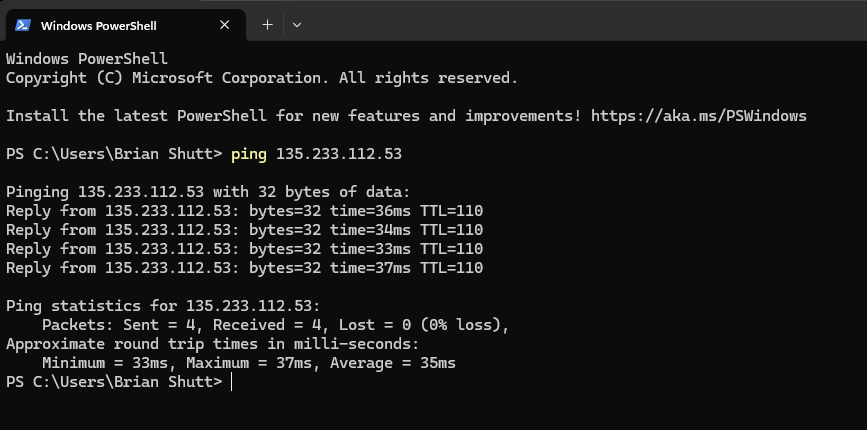 Windows PowerShell
Windows PowerShell
Copyright (C) Microsoft Corporation. All rights reserved.
Install the latest PowerShell for new features and improvements! https://aka.ms/PSWindows
PS C:\Users\Brian Shutt> ping 135.233.112.53
Pinging 135.233.112.53 with 32 bytes of data:
Reply from 135.233.112.53: bytes=32 time=36ms TTL=110
Reply from 135.233.112.53: bytes=32 time=34ms TTL=110
Reply from 135.233.112.53: bytes=32 time=33ms TTL=110
Reply from 135.233.112.53: bytes=32 time=37ms TTL=110
Ping statistics for 135.233.112.53:
    Packets: Sent = 4, Received = 4, Lost = 0 (0% loss),
Approximate round trip times in milli-seconds:
    Minimum = 33ms, Maximum = 37ms, Average = 35ms
PS C:\Users\Brian Shutt>